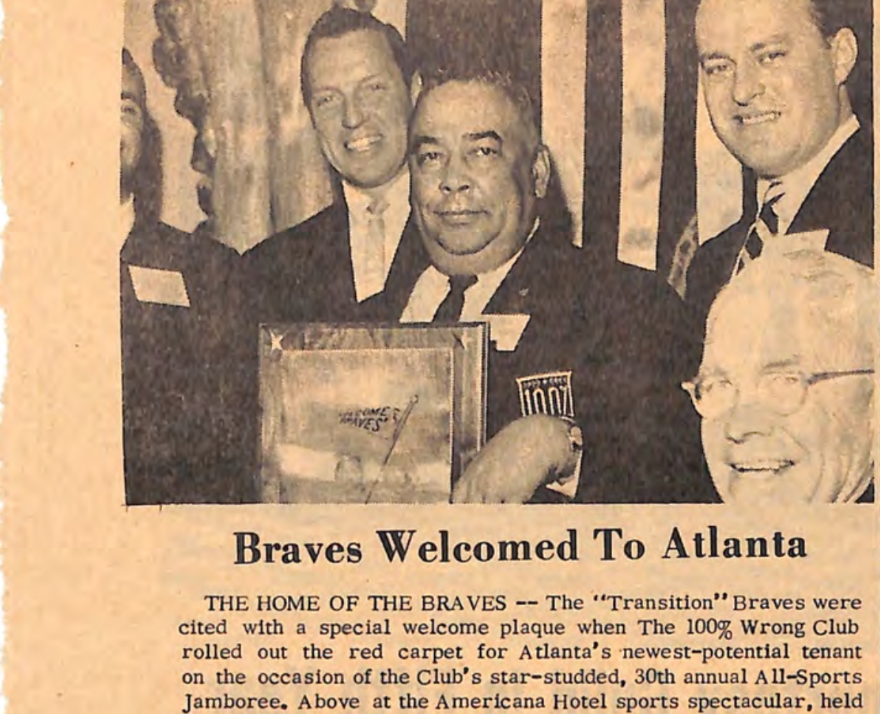 WELCOME
BRAVES
100%
Braves Welcomed To Atlanta
THE HOME OF THE BRAVES -- The "Transition" Braves were
cited with a special welcome plaque when The 100% Wrong Club
rolled out the red carpet for Atlanta's newest-potential tenant
on the occasion of the Club's star-studded, 30th annual All-Sports
Jamboree. Above at the Americana Hotel sports spectacular, held